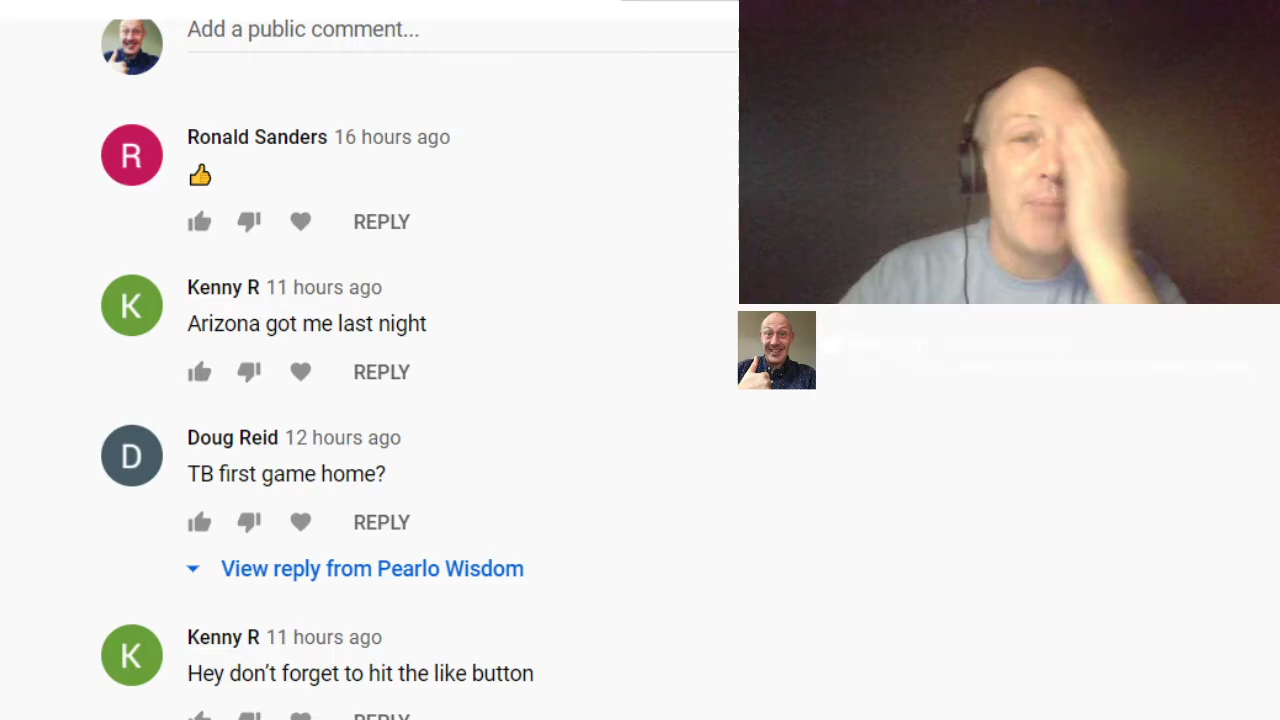 Add a public comment...
R
Ronald Sanders 16 hours ago
👍
REPLY
K
Kenny R 11 hours ago
Arizona got me last night
REPLY
D
Doug Reid 12 hours ago
TB first game home?
REPLY
View reply from Pearlo Wisdom
K
Kenny R 11 hours ago
Hey don't forget to hit the like button
REPLY